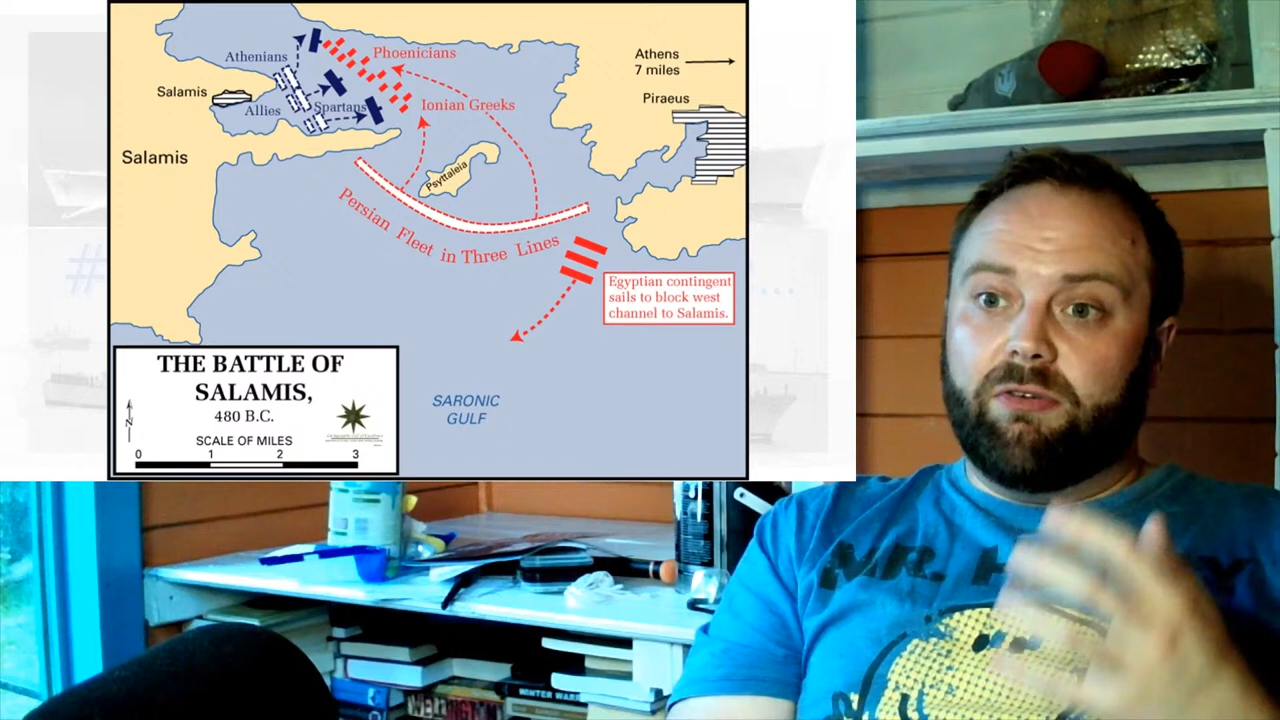 Athenians
Phoenicians
Athens
7 miles
Salamis
Allies
Spartans
Ionian Greeks
Piraeus
Salamis
Psyttaleia
Persian Fleet in Three Lines
Egyptian contingent
sails to block west
channel to Salamis.
#
THE BATTLE OF
SALAMIS,
480 B.C.
N
SCALE OF MILES
0 1 2 3
SARONIC
GULF
MR.
WINTER WAR
WELLINGTON